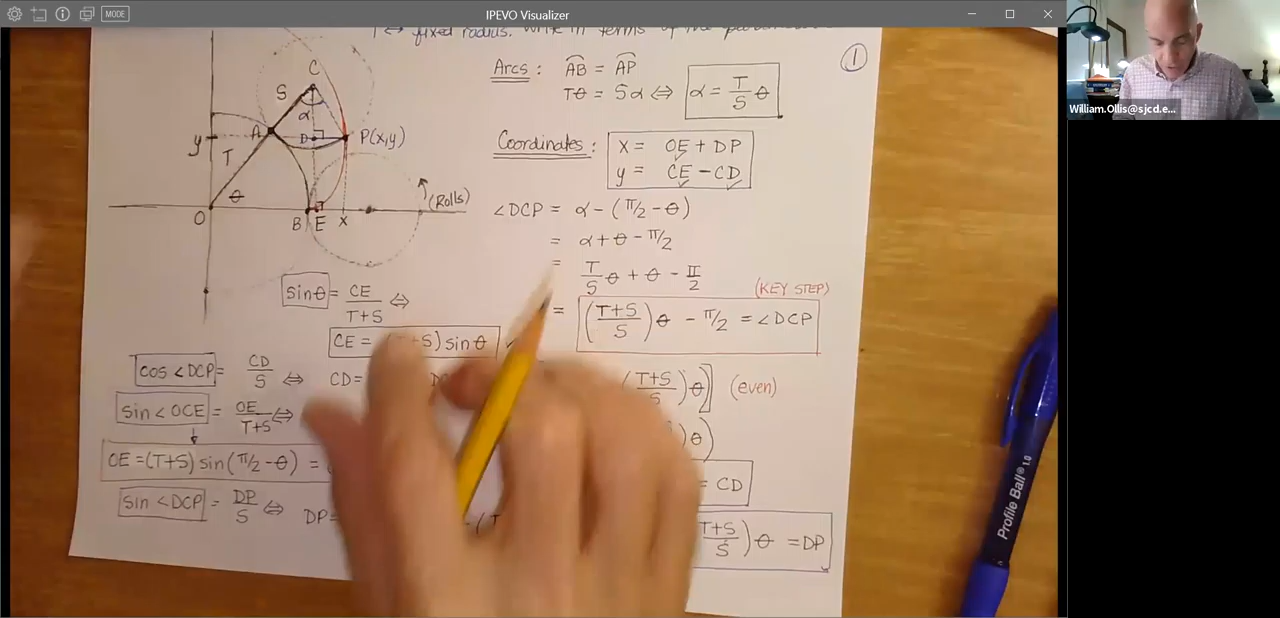 IPEVO Visualizer
MODE
William.Ollis@sjcd.e...
T ⇔ fixed radius. Write in terms of the
1
Arcs: AB = AP
Tθ = Sα ⇔ α = T/S θ
Coordinates: x = OE + DP
y = CE - CD
∠DCP = α - (π/2 - θ)
= α + θ - π/2
= T/S θ + θ - π/2
(KEY STEP)
= (T+S/S) θ - π/2 = ∠DCP
C
S
α
A
D
P(x,y)
y
T
θ
(Rolls)
O
B
E
x
sinθ = CE/T+S ⇔
CE = (T+S) sinθ
cos ∠DCP = CD/S ⇔ CD=
(T+S/S)θ] (even)
sin ∠OCE = OE/T+S ⇔
)θ)
OE = (T+S) sin(π/2 - θ) =
= CD
sin ∠DCP = DP/S ⇔ DP=
T+S/S) θ = DP
Profile Ball® 1.0